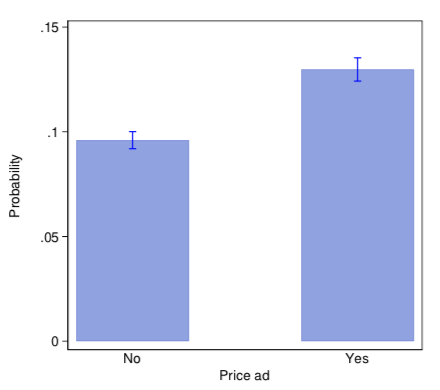 Probability
.15
.1
.05
0
No
Yes
Price ad